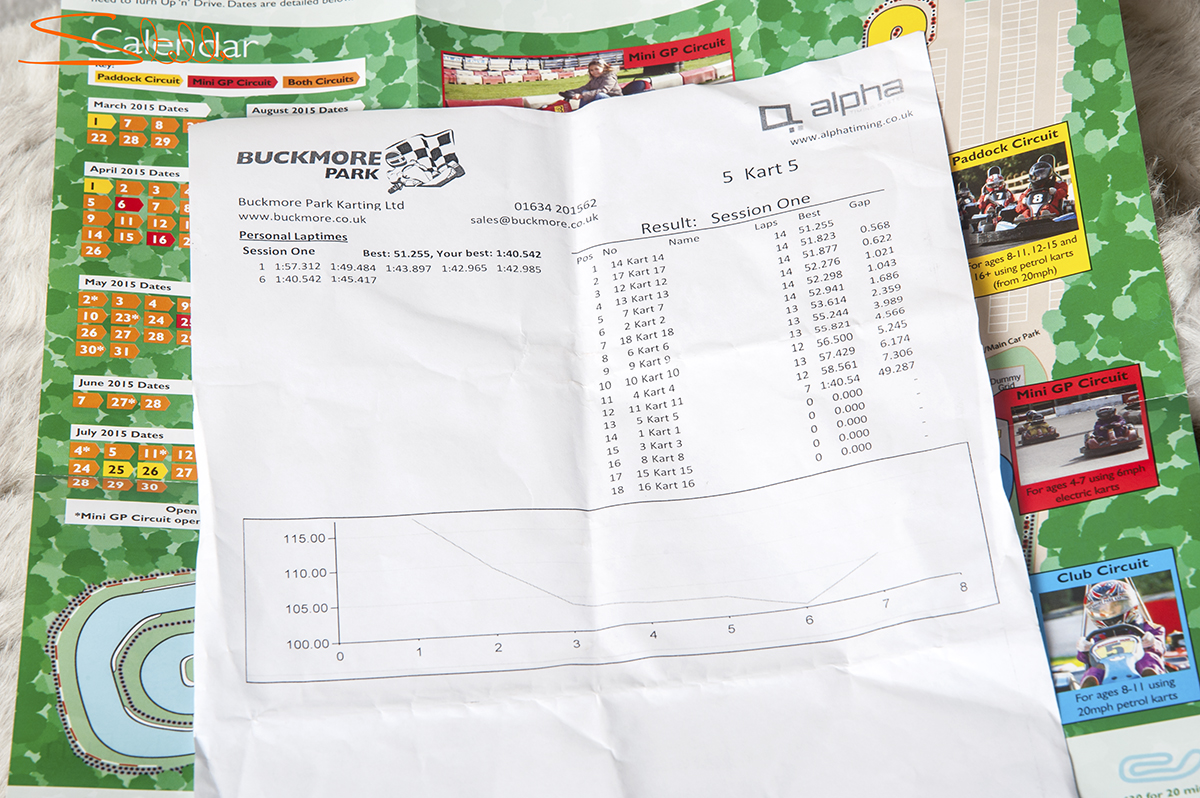 need to Turn Up 'n' Drive. Dates are detailed below
Calendar
Key:
Paddock Circuit Mini GP Circuit Both Circuits
March 2015 Dates
1 7 8
22 28 29
April 2015 Dates
1 2 3
5 6 7 8
9 11 12
14 15 16
26
May 2015 Dates
2* 3 4 9
10 23* 24
26 27 28
30* 31
June 2015 Dates
7 27* 28
July 2015 Dates
4* 5 11* 12
24 25 26 27
28 29 30
Open
*Mini GP Circuit open
August 2015 Dates
Mini GP Circuit
BUCKMORE
PARK
alpha
www.alphatiming.co.uk
5 Kart 5
Buckmore Park Karting Ltd 01634 201562
www.buckmore.co.uk sales@buckmore.co.uk
Personal Laptimes
Session One Best: 51.255, Your best: 1:40.542
1 1:57.312 1:49.484 1:43.897 1:42.965 1:42.985
6 1:40.542 1:45.417
Result: Session One
Pos No Name Laps Best Gap
1 14 Kart 14 14 51.255
2 17 Kart 17 14 51.823 0.568
3 12 Kart 12 14 51.877 0.622
4 13 Kart 13 14 52.276 1.021
5 7 Kart 7 14 52.298 1.043
6 2 Kart 2 14 52.941 1.686
7 18 Kart 18 13 53.614 2.359
8 6 Kart 6 13 55.244 3.989
9 9 Kart 9 13 55.821 4.566
10 10 Kart 10 12 56.500 5.245
11 4 Kart 4 13 57.429 6.174
12 11 Kart 11 12 58.561 7.306
13 5 Kart 5 7 1:40.54 49.287
14 1 Kart 1 0 0.000 -
15 3 Kart 3 0 0.000 -
16 8 Kart 8 0 0.000 -
17 15 Kart 15 0 0.000 -
18 16 Kart 16 0 0.000 -
115.00
110.00
105.00
100.00
0 1 2 3 4 5 6 7 8
Paddock Circuit
For ages 8-11, 12-15 and
16+ using petrol karts
(from 20mph)
/Main Car Park
Dummy
Grid
Mini GP Circuit
For ages 4-7 using 6mph
electric karts
Club Circuit
5
For ages 8-11 using
20mph petrol karts
for 20 mi